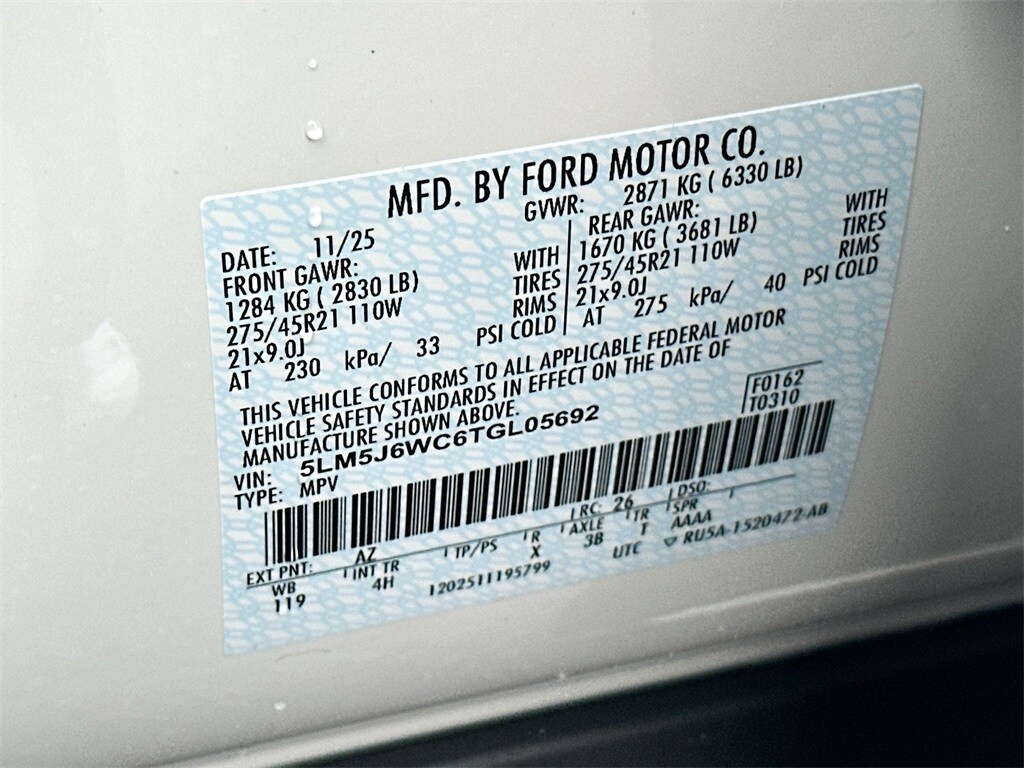 MFD. BY FORD MOTOR CO.
DATE: 11/25
GVWR: 2871 KG ( 6330 LB)
FRONT GAWR:
1284 KG ( 2830 LB) WITH
275/45R21 110W TIRES
21x9.0J RIMS
AT 230 kPa/ 33 PSI COLD
REAR GAWR:
1670 KG ( 3681 LB) WITH
275/45R21 110W TIRES
21x9.0J RIMS
AT 275 kPa/ 40 PSI COLD
THIS VEHICLE CONFORMS TO ALL APPLICABLE FEDERAL MOTOR
VEHICLE SAFETY STANDARDS IN EFFECT ON THE DATE OF
MANUFACTURE SHOWN ABOVE.
VIN: 5LM5J6WC6TGL05692
TYPE: MPV
F0162
T0310
EXT PNT: AZ RC: 26 DSO:
WB INT TR TP/PS R AXLE TR SPR
119 4H X 3B T AAAA
1202511195799 UTC RU5A-1520472-AB